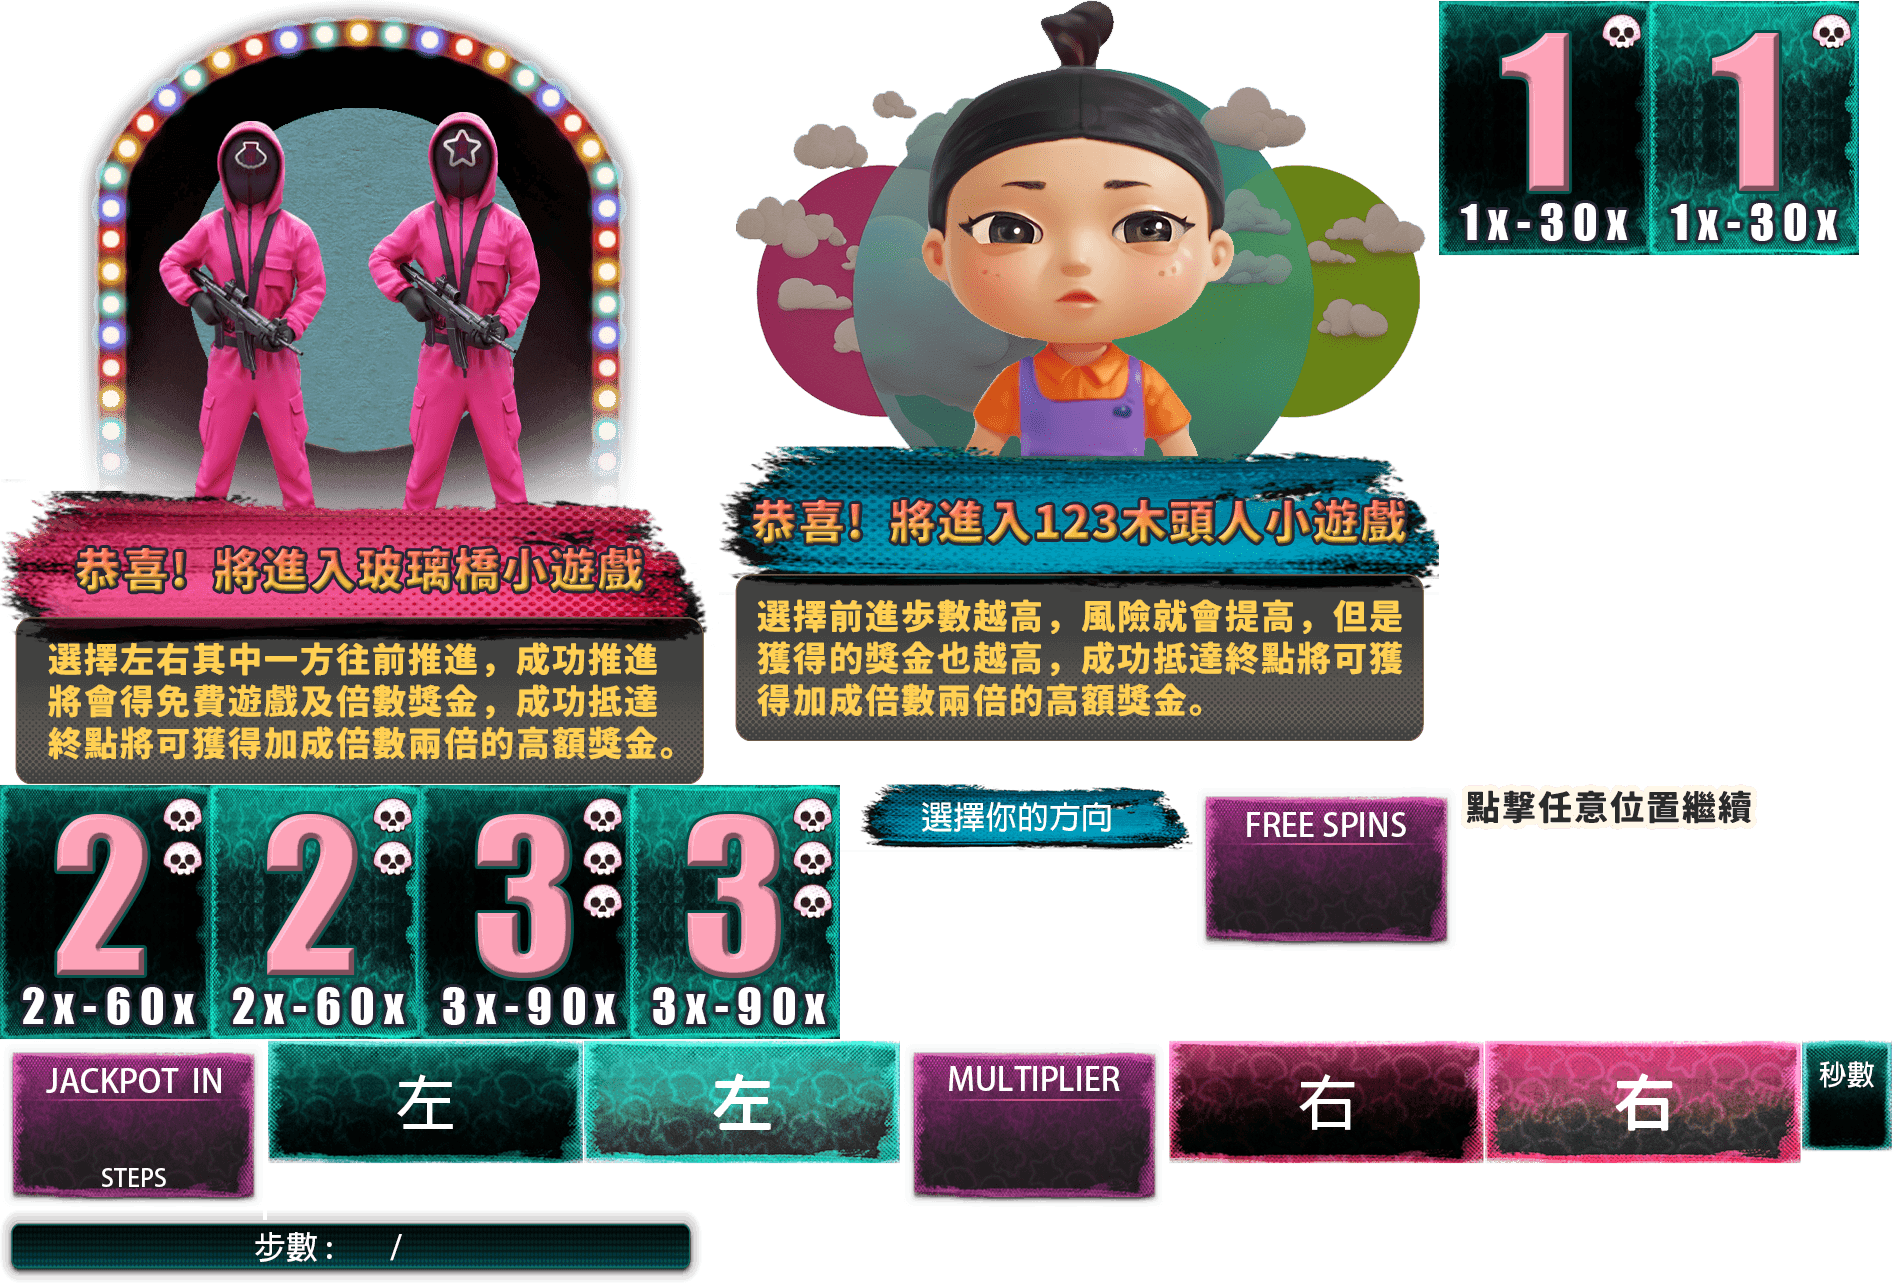 1
1x-30x
1
1x-30x
恭喜!將進入玻璃橋小遊戲
選擇左右其中一方往前推進，成功推進
將會得免費遊戲及倍數獎金，成功抵達
終點將可獲得加成倍數兩倍的高額獎金。
恭喜!將進入123木頭人小遊戲
選擇前進步數越高，風險就會提高，但是
獲得的獎金也越高，成功抵達終點將可獲
得加成倍數兩倍的高額獎金。
2
2x-60x
2
2x-60x
3
3x-90x
3
3x-90x
選擇你的方向
FREE SPINS
點擊任意位置繼續
JACKPOT IN
STEPS
左
左
MULTIPLIER
右
右
秒數
步數 : /